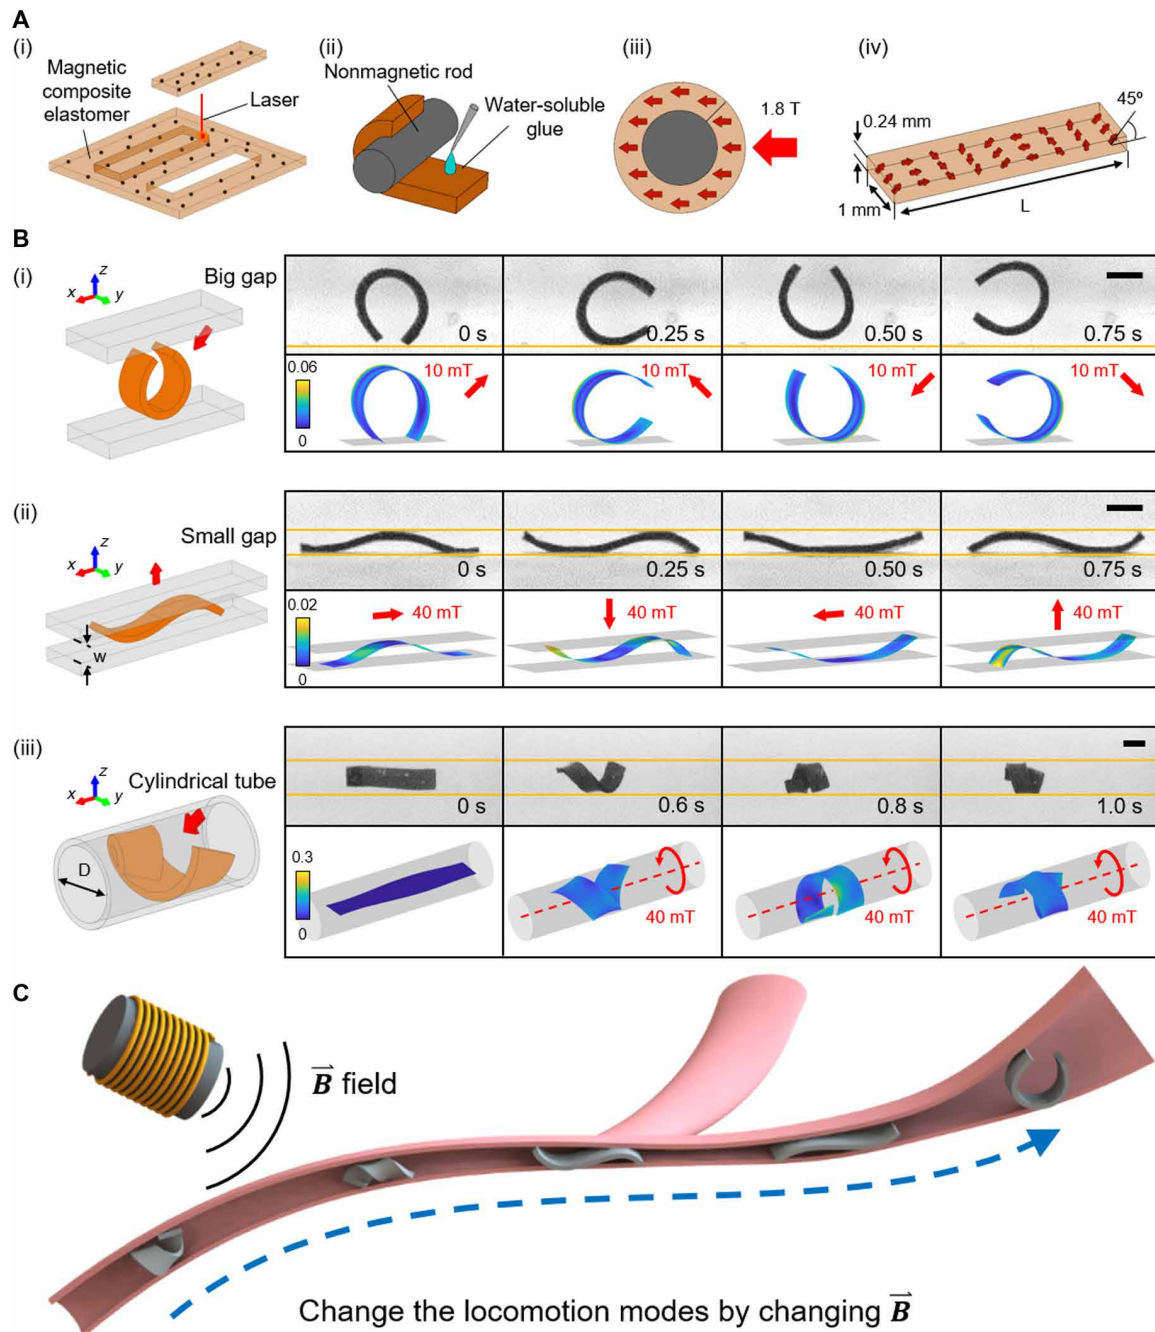 A
(i)
Magnetic
composite
elastomer
Laser
(ii)
Nonmagnetic rod
Water-soluble
glue
(iii)
1.8 T
(iv)
45º
0.24 mm
1 mm
L
B
(i)
z
x
y
Big gap
0 s
0.25 s
0.50 s
0.75 s
0.06
0
10 mT
10 mT
10 mT
10 mT
(ii)
z
x
y
Small gap
w
0 s
0.25 s
0.50 s
0.75 s
0.02
0
40 mT
40 mT
40 mT
40 mT
(iii)
z
x
y
Cylindrical tube
D
0 s
0.6 s
0.8 s
1.0 s
0.3
0
40 mT
40 mT
40 mT
C
B field
Change the locomotion modes by changing B